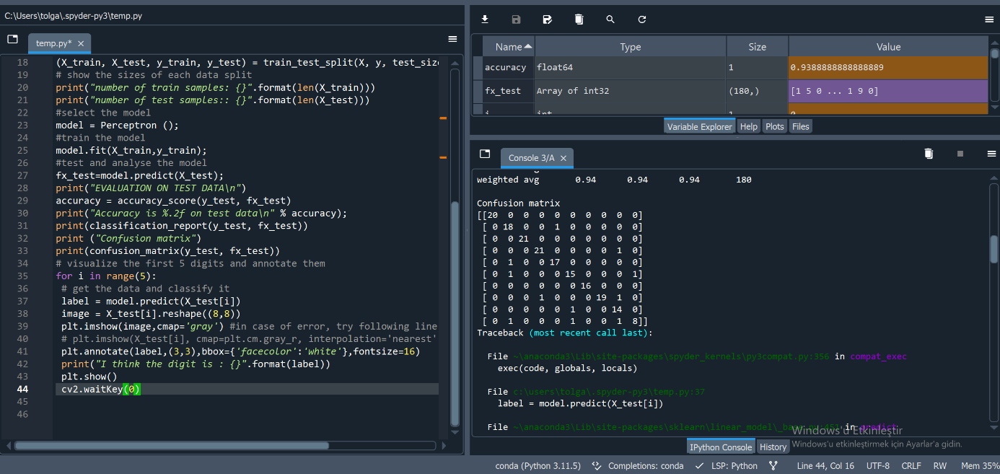 C:\Users\tolga\.spyder-py3\temp.py
temp.py*
18 (X_train, X_test, y_train, y_test) = train_test_split(X, y, test_size
19 # show the sizes of each data split
20 print("number of train samples: {}".format(len(X_train)))
21 print("number of test samples:: {}".format(len(X_test)))
22 #select the model
23 model = Perceptron ();
24 #train the model
25 model.fit(X_train,y_train);
26 #test and analyse the model
27 fx_test=model.predict(X_test);
28 print("EVALUATION ON TEST DATA\n")
29 accuracy = accuracy_score(y_test, fx_test)
30 print("Accuracy is %.2f on test data\n" % accuracy);
31 print(classification_report(y_test, fx_test))
32 print ("Confusion matrix")
33 print(confusion_matrix(y_test, fx_test))
34 # visualize the first 5 digits and annotate them
35 for i in range(5):
36 # get the data and classify it
37 label = model.predict(X_test[i])
38 image = X_test[i].reshape((8,8))
39 plt.imshow(image,cmap='gray') #in case of error, try following line
40 # plt.imshow(X_test[i], cmap=plt.cm.gray_r, interpolation='nearest'
41 plt.annotate(label,(3,3),bbox={'facecolor':'white'},fontsize=16)
42 print("I think the digit is : {}".format(label))
43 plt.show()
44 cv2.waitKey(0)
45
46
Name Type Size Value
accuracy float64 1 0.9388888888888889
fx_test Array of int32 (180,) [1 5 0 ... 1 9 0]
i int 1 0
Variable Explorer Help Plots Files
Console 3/A
weighted avg 0.94 0.94 0.94 180
Confusion matrix
[[20 0 0 0 0 0 0 0 0 0]
[ 0 18 0 0 1 0 0 0 0 0]
[ 0 0 21 0 0 0 0 0 0 0]
[ 0 0 0 21 0 0 0 0 1 0]
[ 0 1 0 0 17 0 0 0 0 0]
[ 0 1 0 0 0 15 0 0 0 1]
[ 0 0 0 0 0 0 16 0 0 0]
[ 0 0 0 1 0 0 0 19 1 0]
[ 0 0 0 0 0 1 0 0 14 0]
[ 0 1 0 0 0 1 0 0 1 8]]
Traceback (most recent call last):
File ~\anaconda3\Lib\site-packages\spyder_kernels\py3compat.py:356 in compat_exec
exec(code, globals, locals)
File c:\users\tolga\.spyder-py3\temp.py:37
label = model.predict(X_test[i])
File ~\anaconda3\Lib\site-packages\sklearn\linear_model\_base.py:451 in predict
Windows'u Etkinleştir
Windows'u etkinleştirmek için Ayarlar'a gidin.
IPython Console History
conda (Python 3.11.5) Completions: conda LSP: Python Line 44, Col 16 UTF-8 CRLF RW Mem 35%